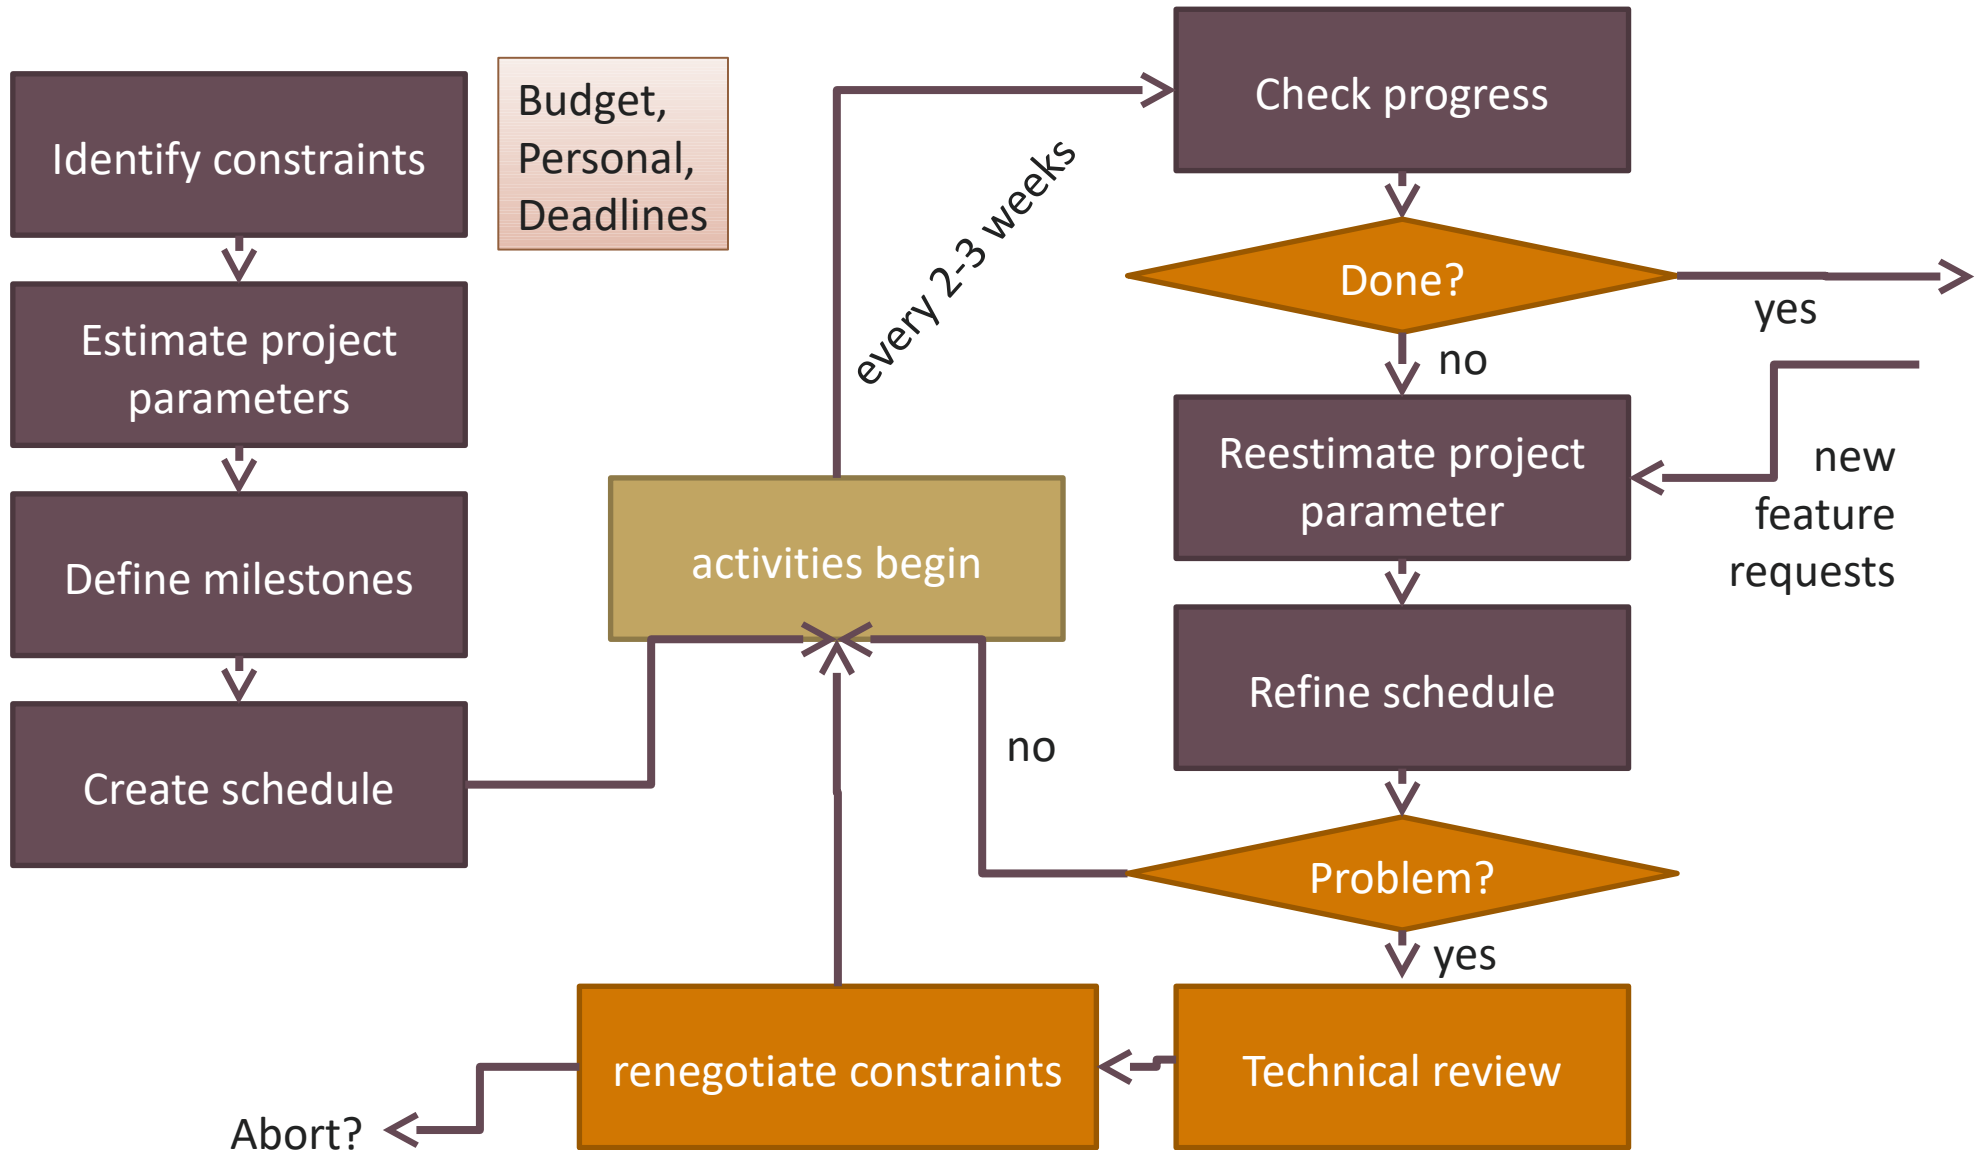 Identify constraints
Budget,
Personal,
Deadlines
Estimate project
parameters
Define milestones
Create schedule
activities begin
every 2-3 weeks
Check progress
Done?
yes
no
Reestimate project
parameter
new
feature
requests
Refine schedule
Problem?
no
yes
Technical review
renegotiate constraints
Abort?